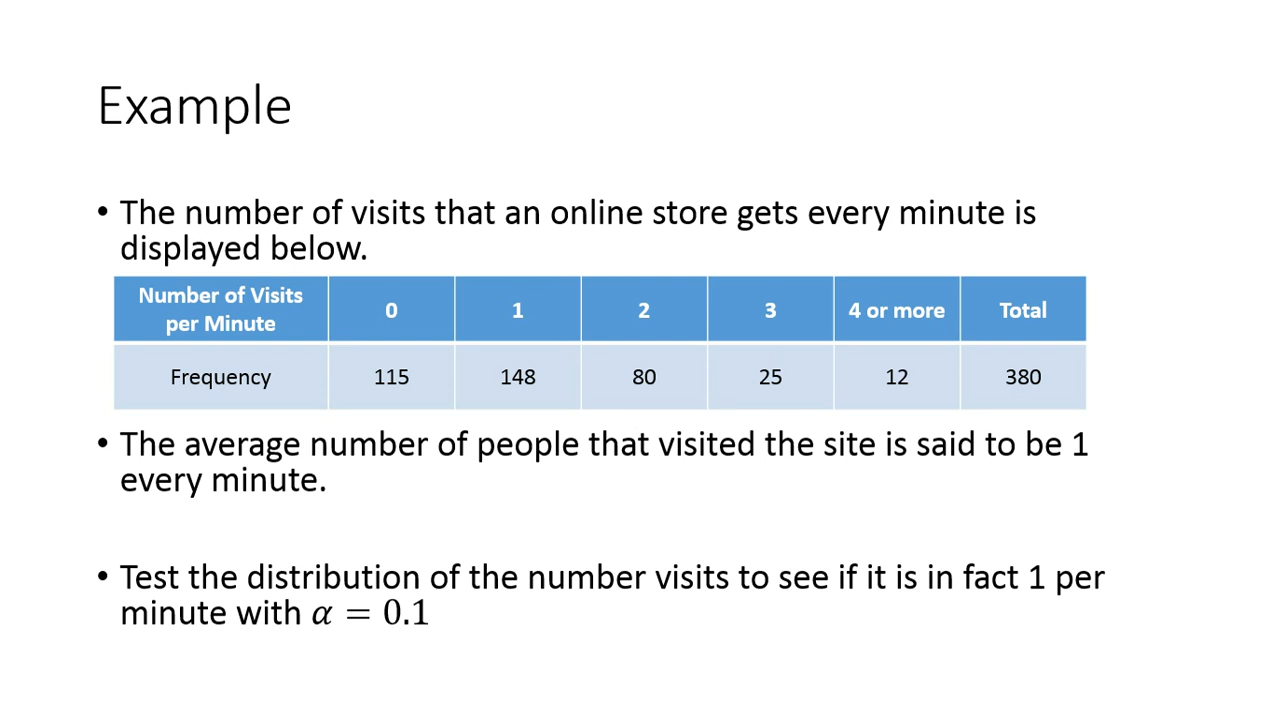 Example
• The number of visits that an online store gets every minute is
displayed below.
Number of Visits
per Minute 0 1 2 3 4 or more Total
Frequency 115 148 80 25 12 380
• The average number of people that visited the site is said to be 1
every minute.
• Test the distribution of the number visits to see if it is in fact 1 per
minute with α = 0.1